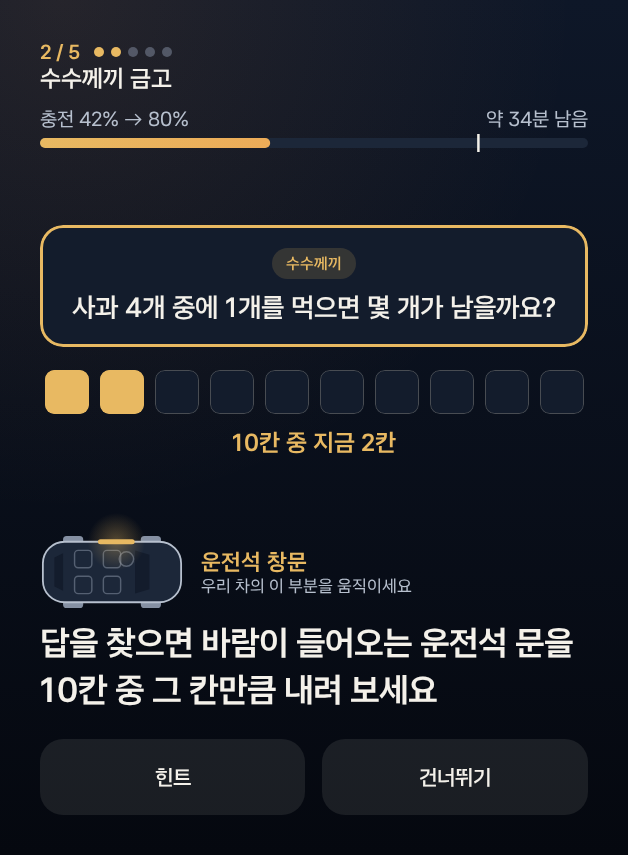 2 / 5
수수께끼 금고
충전 42% → 80%
약 34분 남음
수수께끼
사과 4개 중에 1개를 먹으면 몇 개가 남을까요?
10칸 중 지금 2칸
운전석 창문
우리 차의 이 부분을 움직이세요
답을 찾으면 바람이 들어오는 운전석 문을
10칸 중 그 칸만큼 내려 보세요
힌트
건너뛰기